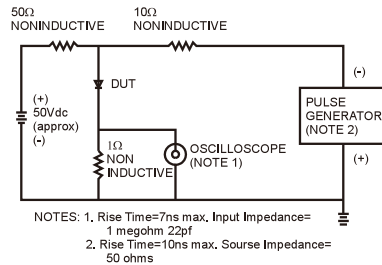 50Ω
NONINDUCTIVE
10Ω
NONINDUCTIVE
(+)
50Vdc
(approx)
(-)
DUT
1Ω
NON
INDUCTIVE
OSCILLOSCOPE
(NOTE 1)
(-)
PULSE
GENERATOR
(NOTE 2)
(+)
NOTES: 1. Rise Time=7ns max. Input Impedance=
1 megohm 22pf
2. Rise Time=10ns max. Sourse Impedance=
50 ohms